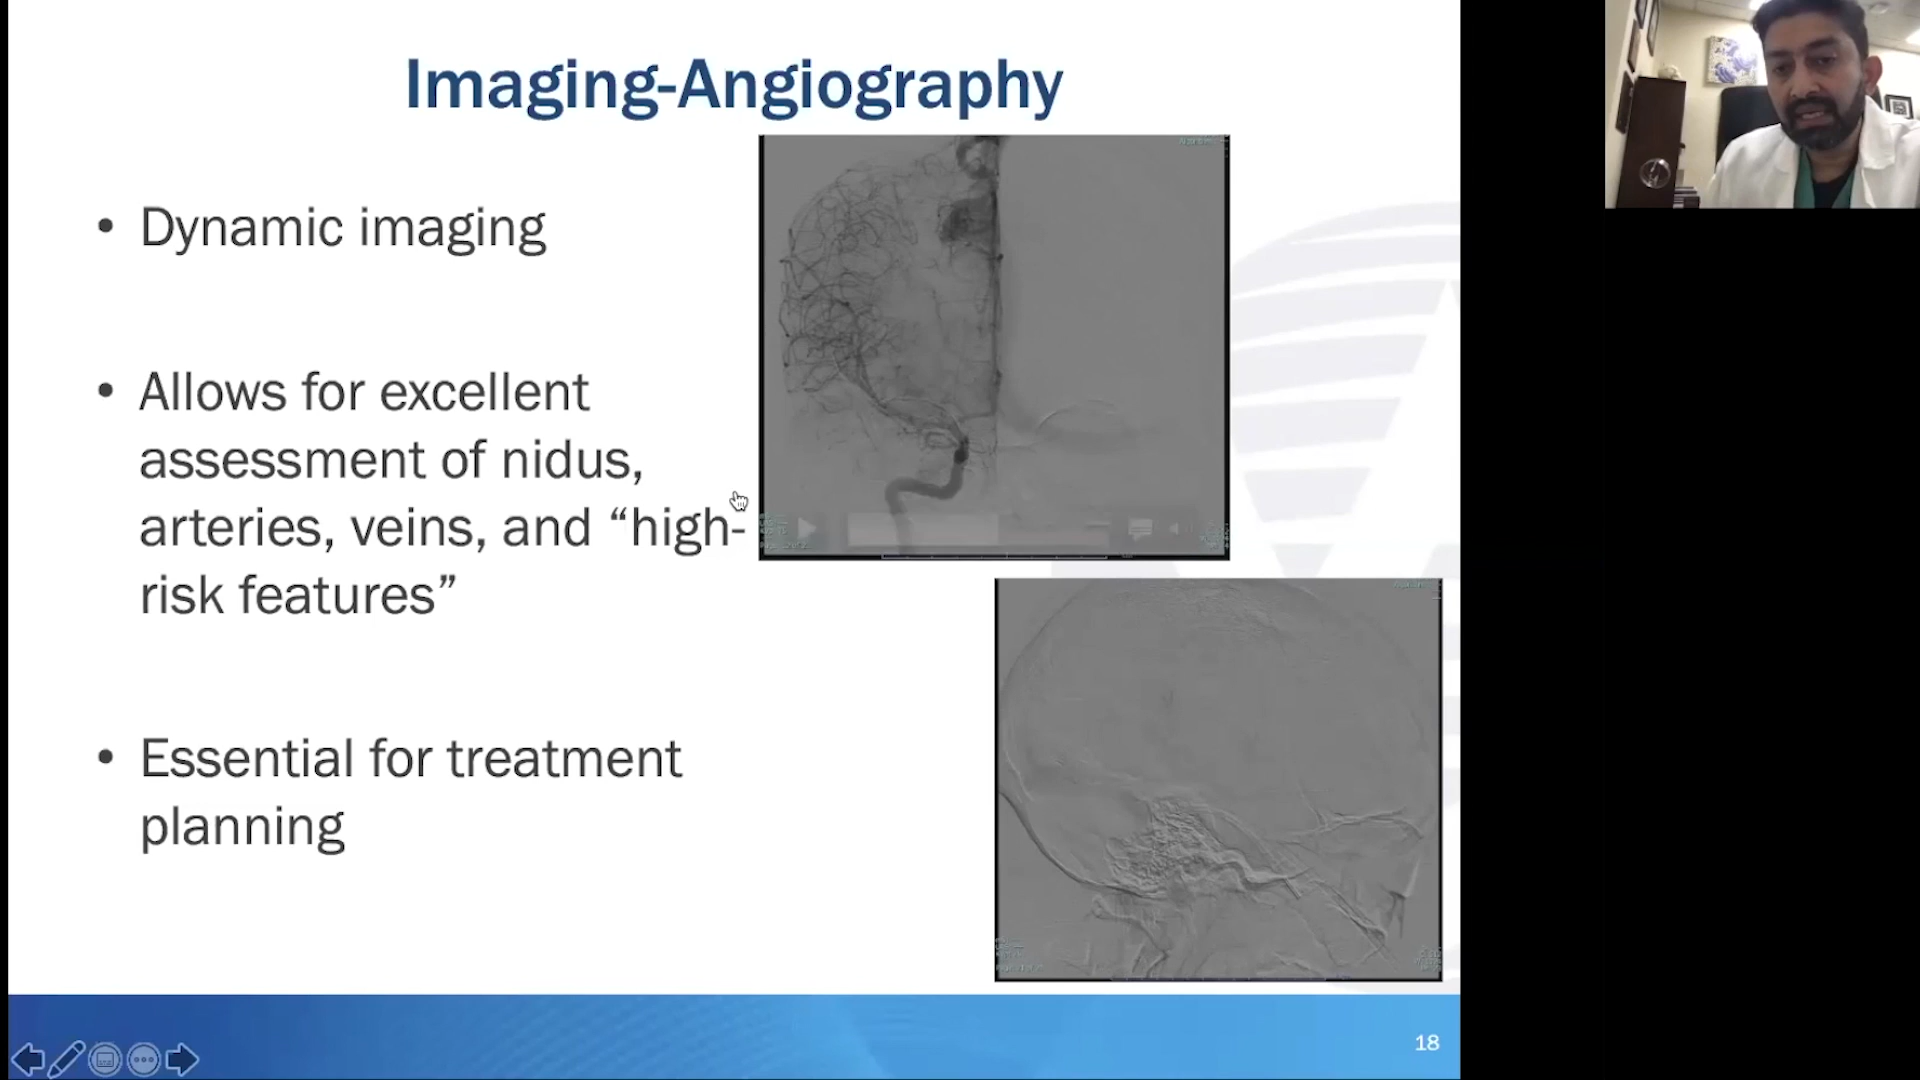 Imaging-Angiography
• Dynamic imaging
• Allows for excellent
assessment of nidus,
arteries, veins, and “high-
risk features”
• Essential for treatment
planning
18